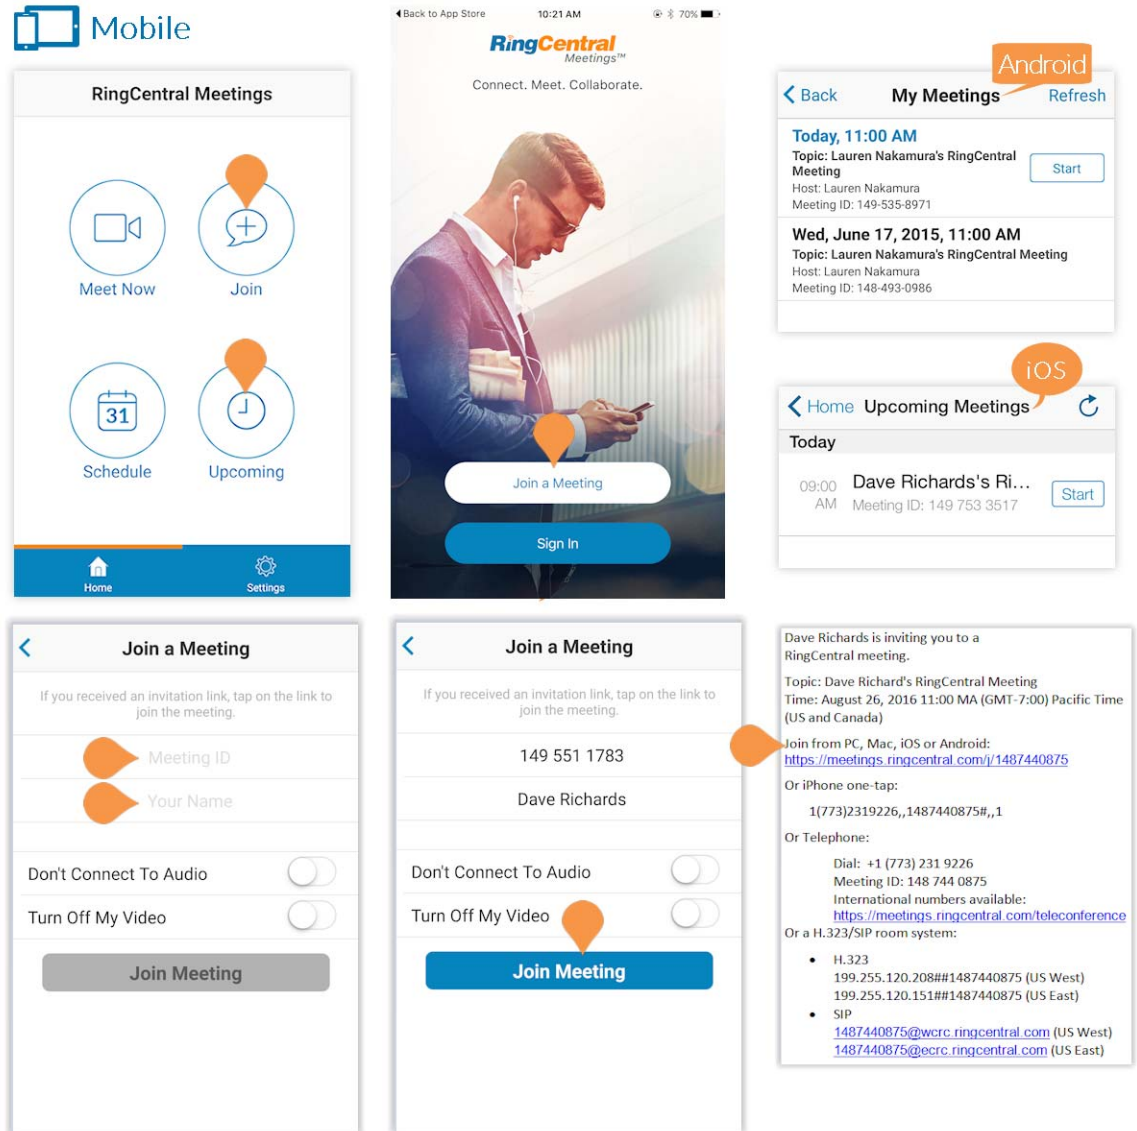 Mobile
RingCentral Meetings
Meet Now
Join
31
Schedule
Upcoming
Home
Settings
Back to App Store
10:21 AM
70%
RingCentral
Meetings™
Connect. Meet. Collaborate.
Join a Meeting
Sign In
Android
Back
My Meetings
Refresh
Today, 11:00 AM
Topic: Lauren Nakamura's RingCentral
Meeting
Host: Lauren Nakamura
Meeting ID: 149-535-8971
Start
Wed, June 17, 2015, 11:00 AM
Topic: Lauren Nakamura's RingCentral Meeting
Host: Lauren Nakamura
Meeting ID: 148-493-0986
iOS
Home
Upcoming Meetings
Today
09:00
AM
Dave Richards's Ri...
Meeting ID: 149 753 3517
Start
Join a Meeting
If you received an invitation link, tap on the link to
join the meeting.
Meeting ID
Your Name
Don't Connect To Audio
Turn Off My Video
Join Meeting
Join a Meeting
If you received an invitation link, tap on the link to
join the meeting.
149 551 1783
Dave Richards
Don't Connect To Audio
Turn Off My Video
Join Meeting
Dave Richards is inviting you to a
RingCentral meeting.
Topic: Dave Richard's RingCentral Meeting
Time: August 26, 2016 11:00 MA (GMT-7:00) Pacific Time
(US and Canada)
Join from PC, Mac, iOS or Android:
https://meetings.ringcentral.com/j/1487440875
Or iPhone one-tap:
1(773)2319226,,1487440875#,,1
Or Telephone:
Dial: +1 (773) 231 9226
Meeting ID: 148 744 0875
International numbers available:
https://meetings.ringcentral.com/teleconference
Or a H.323/SIP room system:
• H.323
199.255.120.208##1487440875 (US West)
199.255.120.151##1487440875 (US East)
• SIP
1487440875@wcrc.ringcentral.com (US West)
1487440875@ecrc.ringcentral.com (US East)